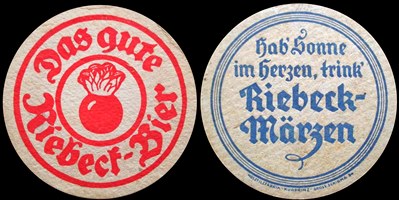 Das gute
Riebeck-Bier
Hab' Sonne
im Herzen, trink'
Riebeck-
Märzen